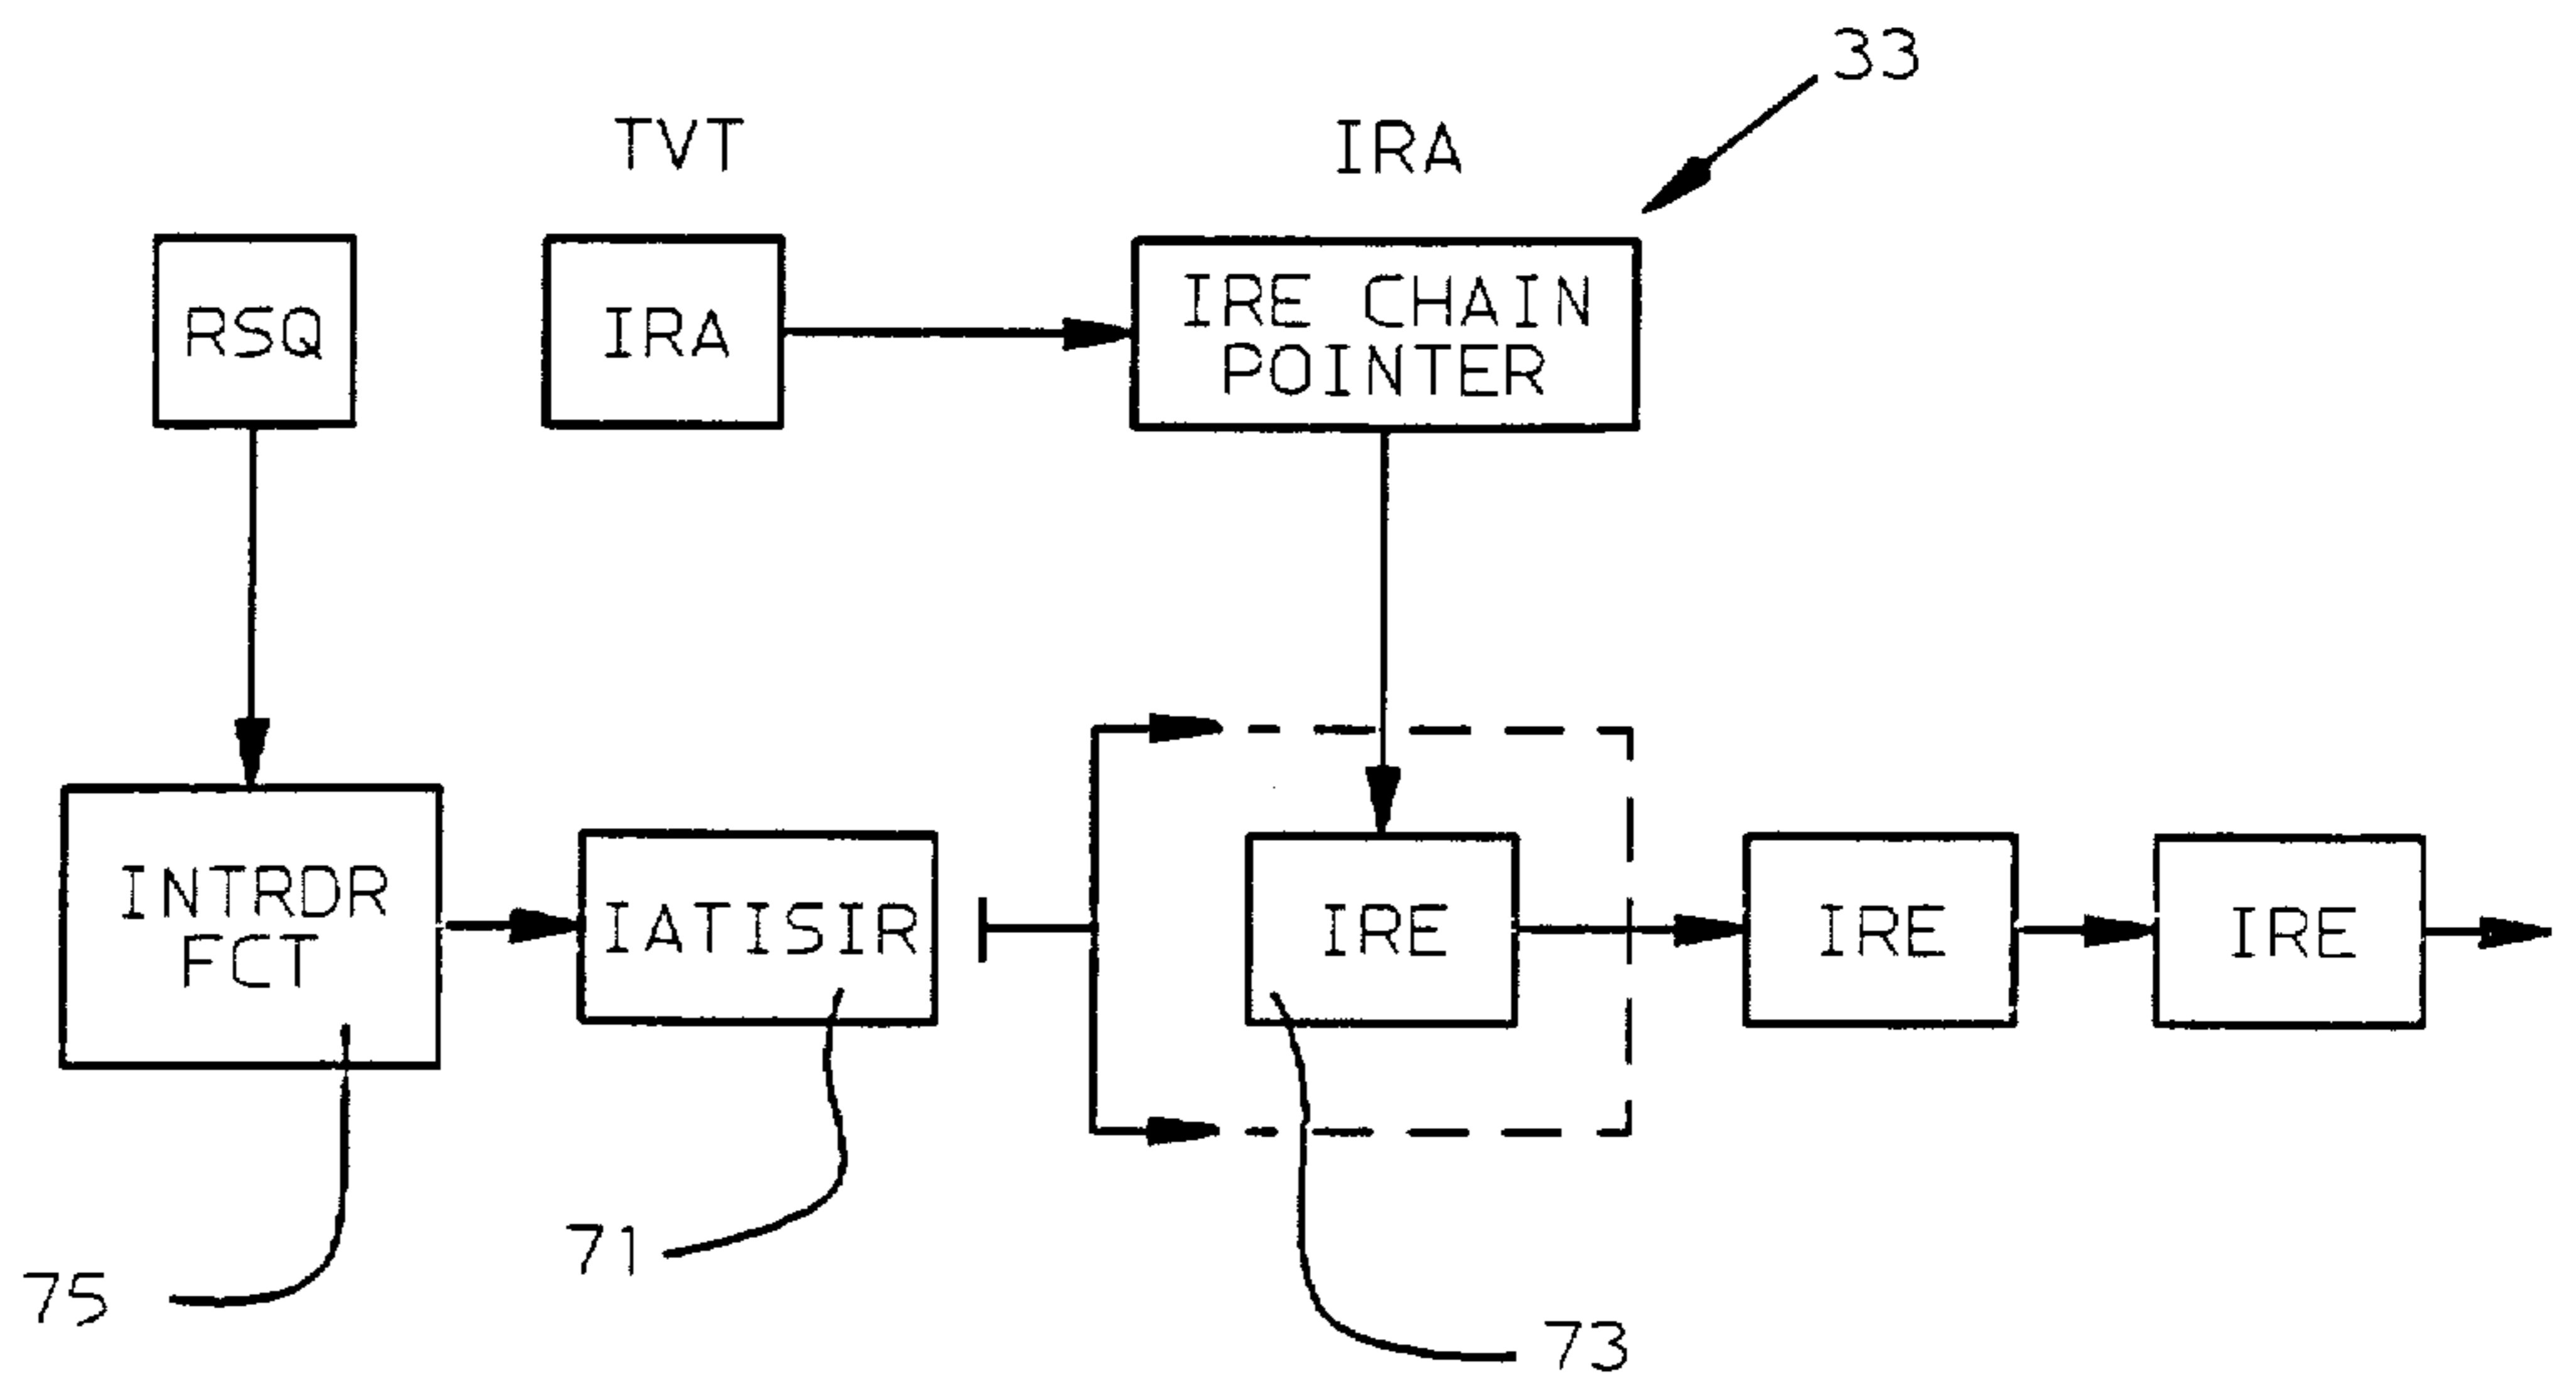 33
TVT
IRA
RSQ
IRA
IRE CHAIN
POINTER
INTRDR
FCT
IATISIR
IRE
IRE
IRE
71
75
73